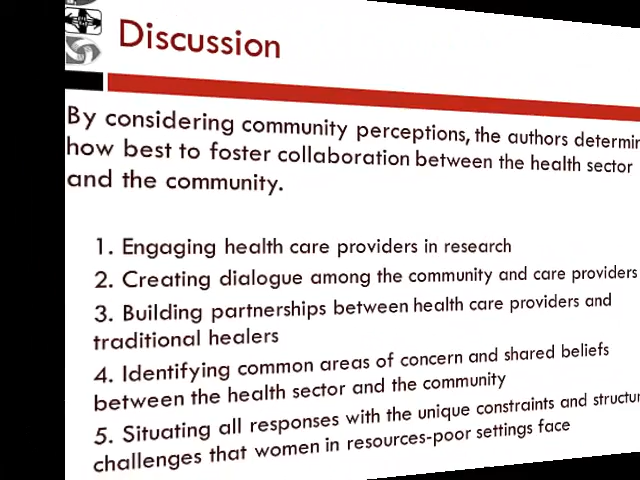 Discussion
By considering community perceptions, the authors determin
how best to foster collaboration between the health sector
and the community.
1. Engaging health care providers in research
2. Creating dialogue among the community and care providers
3. Building partnerships between health care providers and
traditional healers
4. Identifying common areas of concern and shared beliefs
between the health sector and the community
5. Situating all responses with the unique constraints and structur
challenges that women in resources-poor settings face